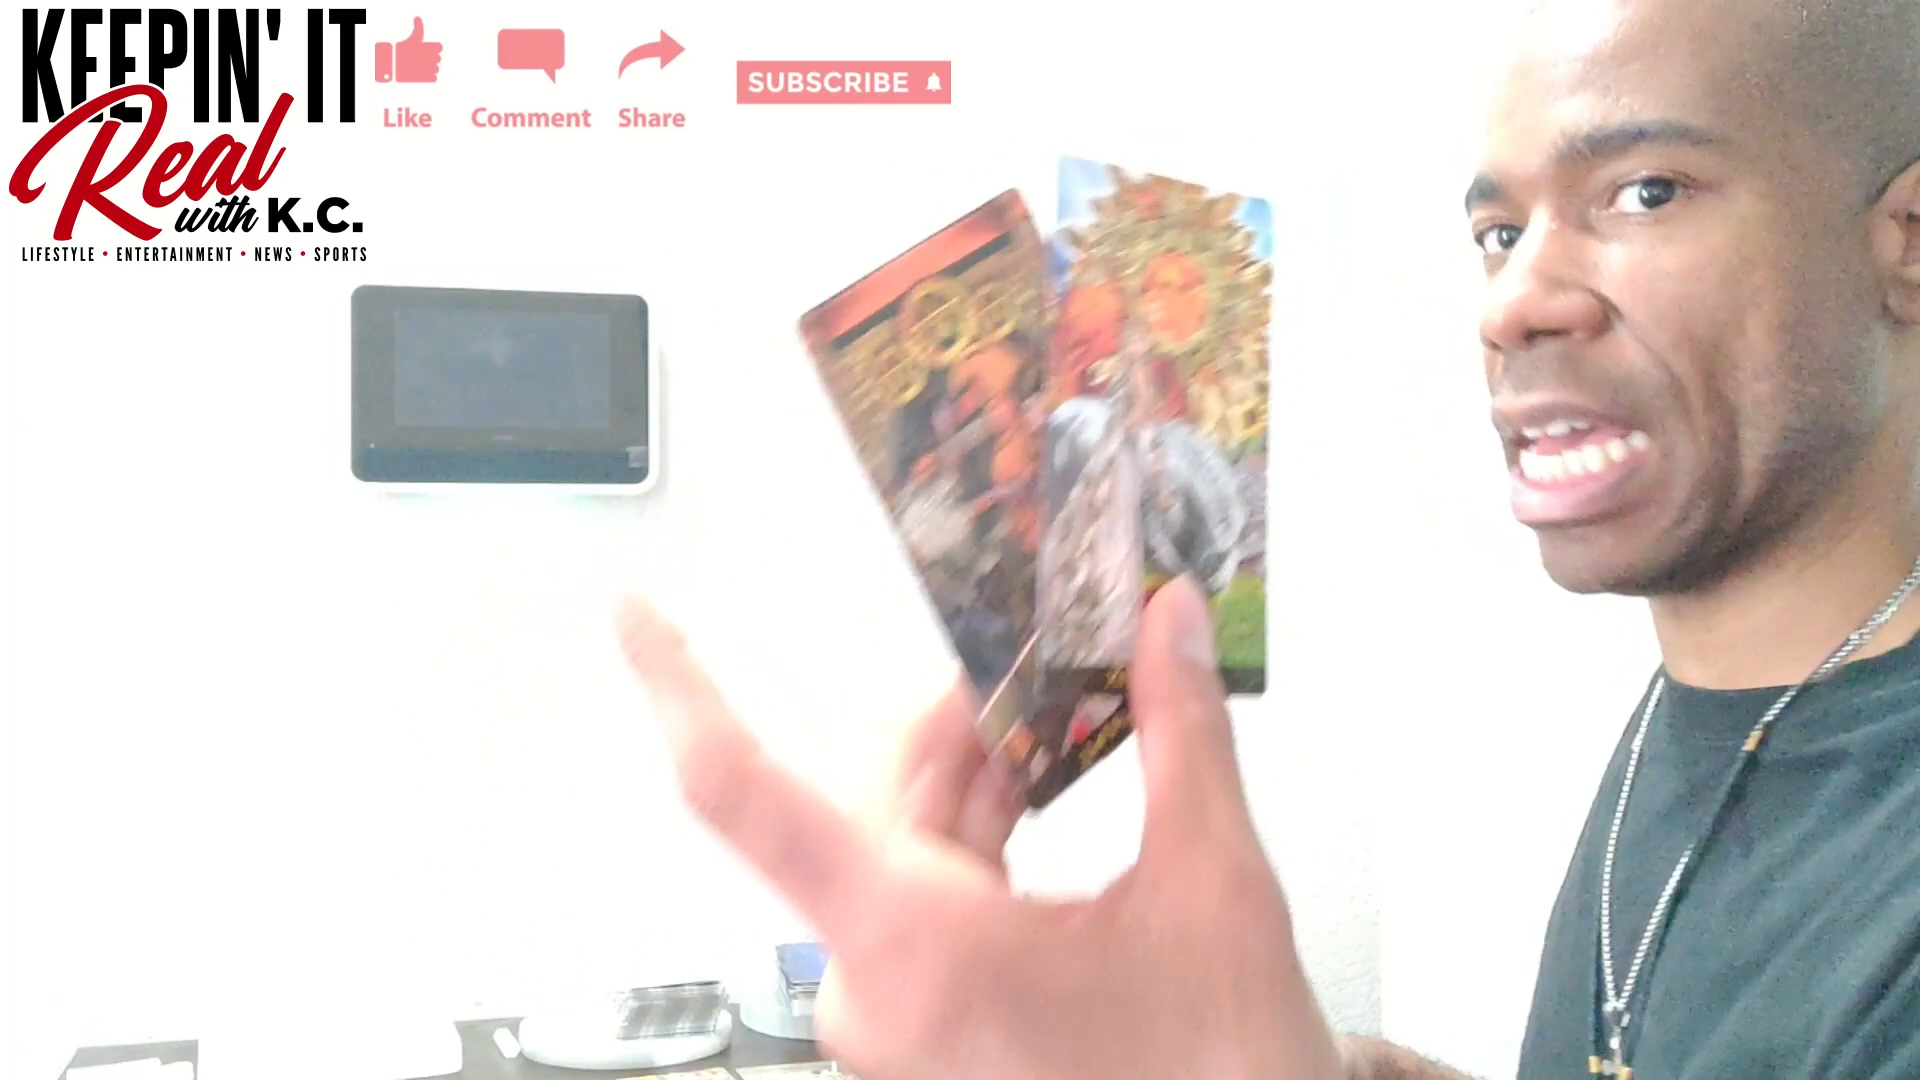 KEEPIN' IT
Real
with K.C.
LIFESTYLE • ENTERTAINMENT • NEWS • SPORTS
Like
Comment
Share
SUBSCRIBE